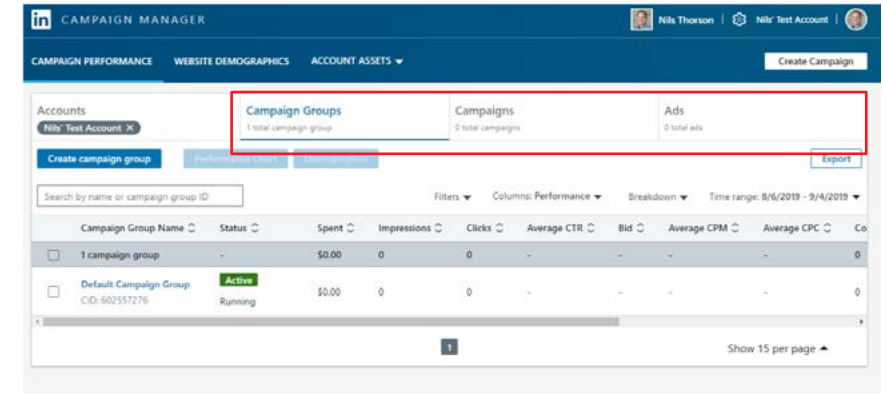 in CAMPAIGN MANAGER Nils Thorson | Nils' Test Account |
CAMPAIGN PERFORMANCE WEBSITE DEMOGRAPHICS ACCOUNT ASSETS Create Campaign
Accounts Campaign Groups Campaigns Ads
Nils' Test Account X 1 total campaign group 0 total campaigns 0 total ads
Create campaign group Performance Chart Demographics Export
Search by name or campaign group ID Filters Columns: Performance Breakdown Time range: 8/6/2019 - 9/4/2019
Campaign Group Name Status Spent Impressions Clicks Average CTR Bid Average CPM Average CPC Co
1 campaign group - $0.00 0 0 - - - - 0
Default Campaign Group Active
CID: 602557276 Running $0.00 0 0 - - - - 0
1 Show 15 per page